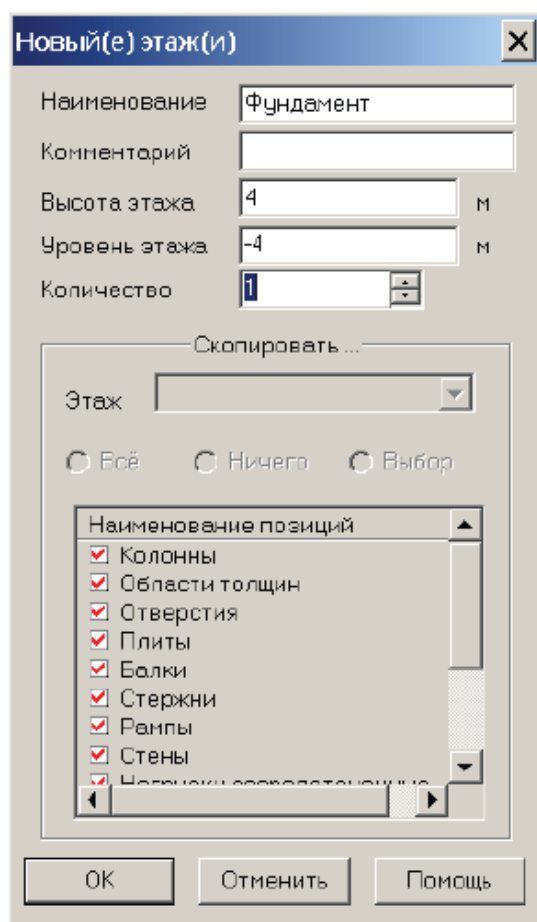 Новый(е) этаж(и)
Наименование Фундамент
Комментарий
Высота этажа 4 м
Уровень этажа -4 м
Количество 1
Скопировать ...
Этаж
Всё Ничего Выбор
Наименование позиций
Колонны
Области толщин
Отверстия
Плиты
Балки
Стержни
Рампы
Стены
ОК Отменить Помощь